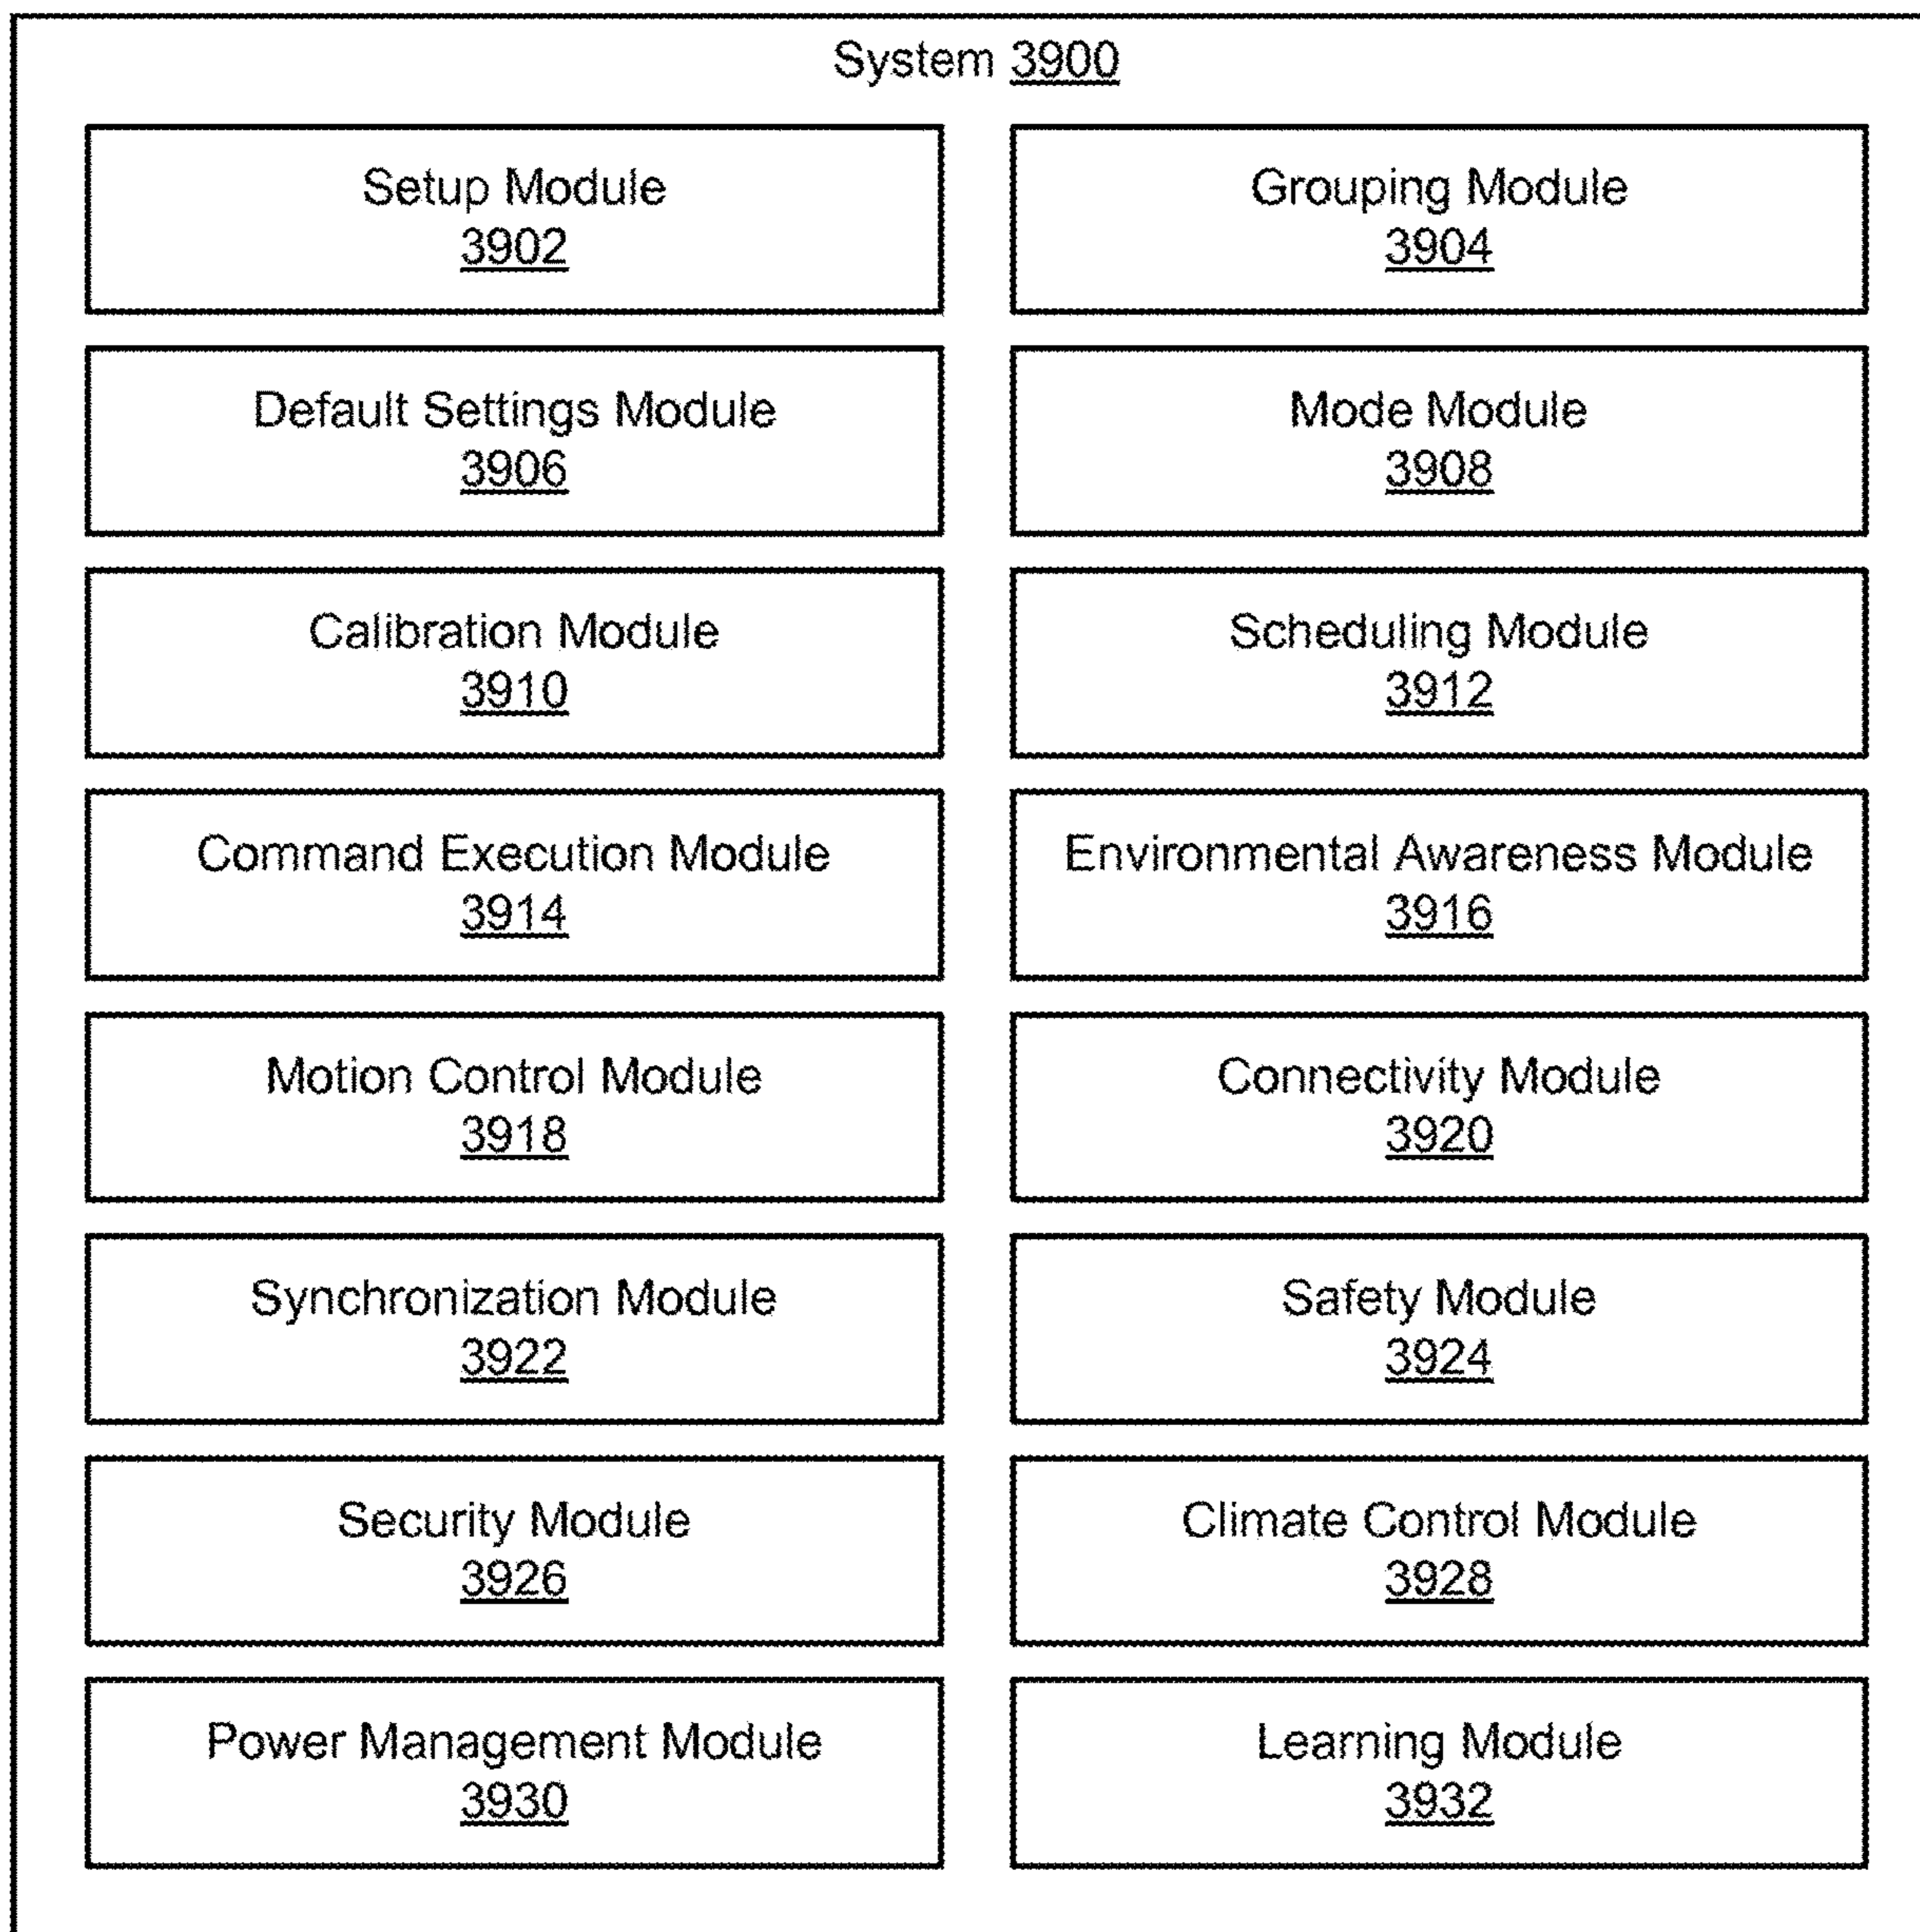 System 3900
Setup Module
3902
Grouping Module
3904
Default Settings Module
3906
Mode Module
3908
Calibration Module
3910
Scheduling Module
3912
Command Execution Module
3914
Environmental Awareness Module
3916
Motion Control Module
3918
Connectivity Module
3920
Synchronization Module
3922
Safety Module
3924
Security Module
3926
Climate Control Module
3928
Power Management Module
3930
Learning Module
3932